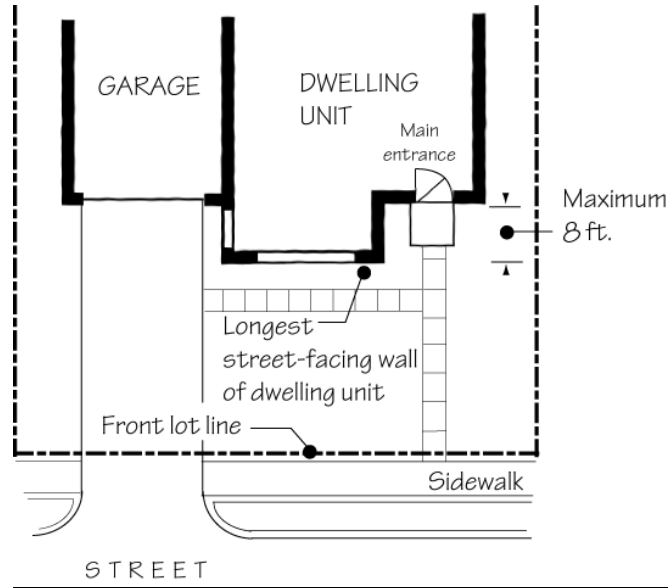 GARAGE
DWELLING
UNIT
Main
entrance
Maximum
8 ft.
Longest
street-facing wall
of dwelling unit
Front lot line
Sidewalk
STREET